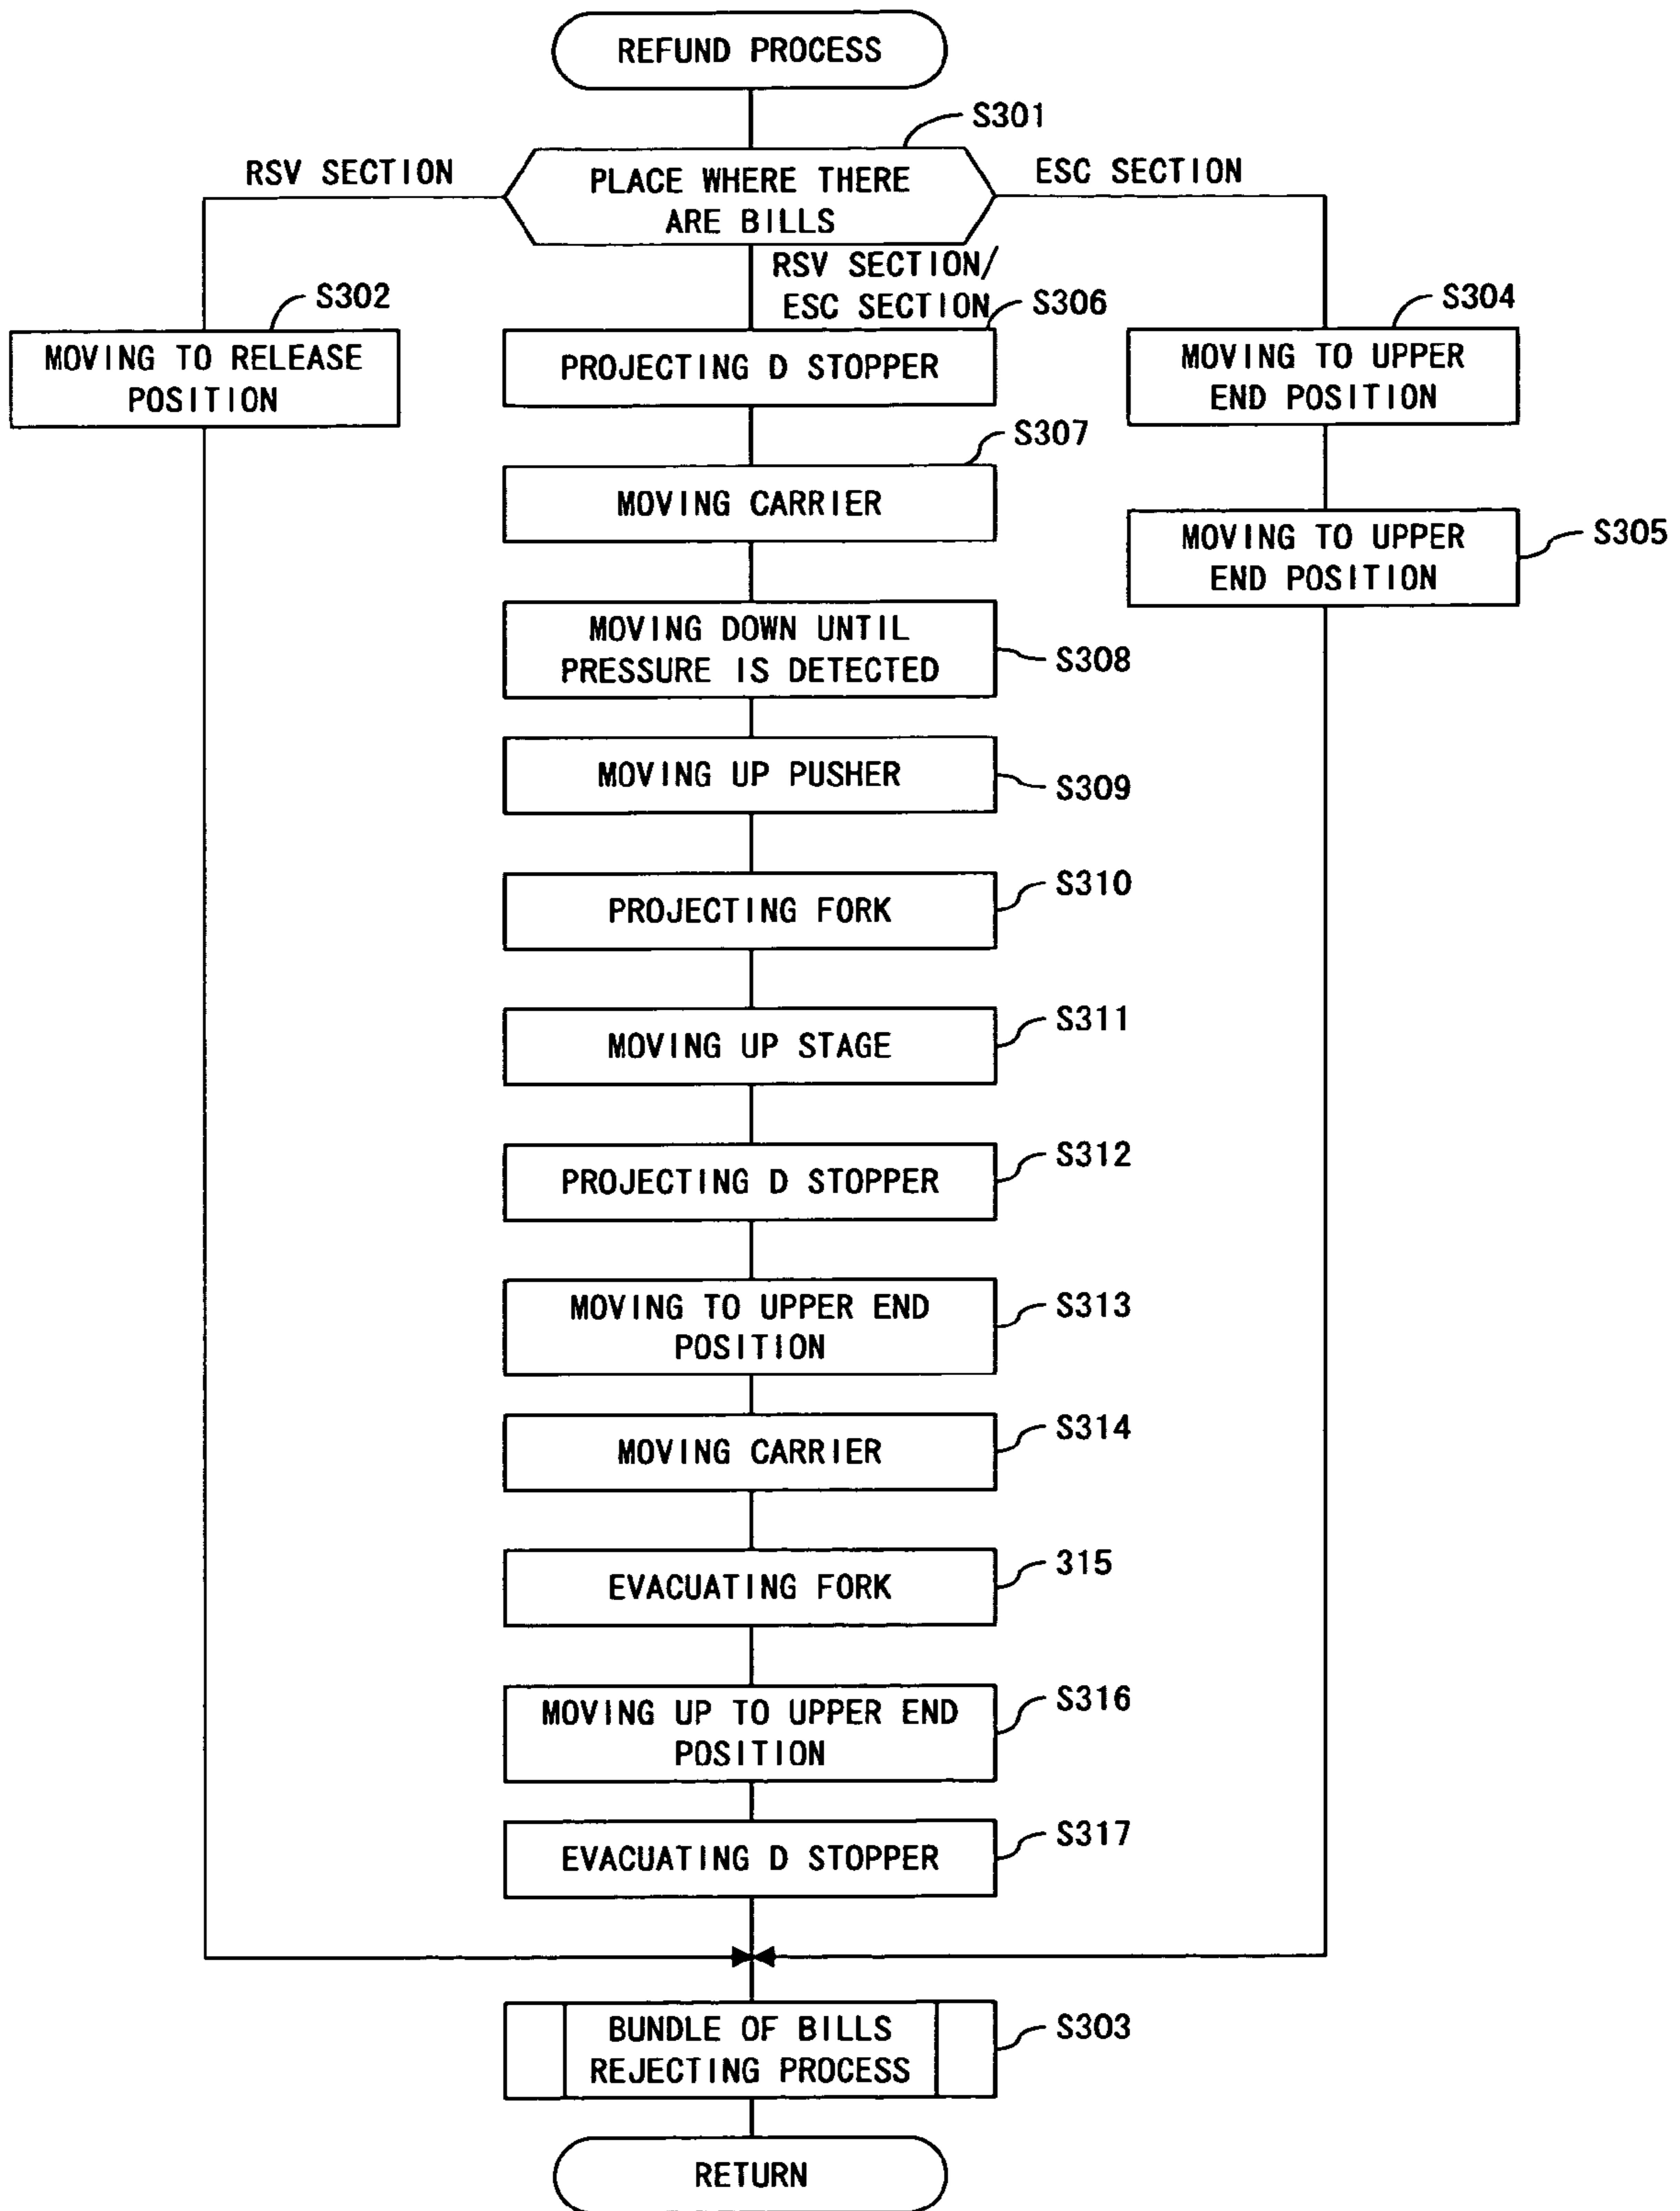 REFUND PROCESS
S301
RSV SECTION
PLACE WHERE THERE
ARE BILLS
ESC SECTION
RSV SECTION/
ESC SECTION
S302
MOVING TO RELEASE
POSITION
S306
PROJECTING D STOPPER
S304
MOVING TO UPPER
END POSITION
S307
MOVING CARRIER
MOVING TO UPPER
END POSITION
S305
MOVING DOWN UNTIL
PRESSURE IS DETECTED
S308
MOVING UP PUSHER
S309
PROJECTING FORK
S310
MOVING UP STAGE
S311
PROJECTING D STOPPER
S312
MOVING TO UPPER END
POSITION
S313
MOVING CARRIER
S314
EVACUATING FORK
315
MOVING UP TO UPPER END
POSITION
S316
EVACUATING D STOPPER
S317
BUNDLE OF BILLS
REJECTING PROCESS
S303
RETURN